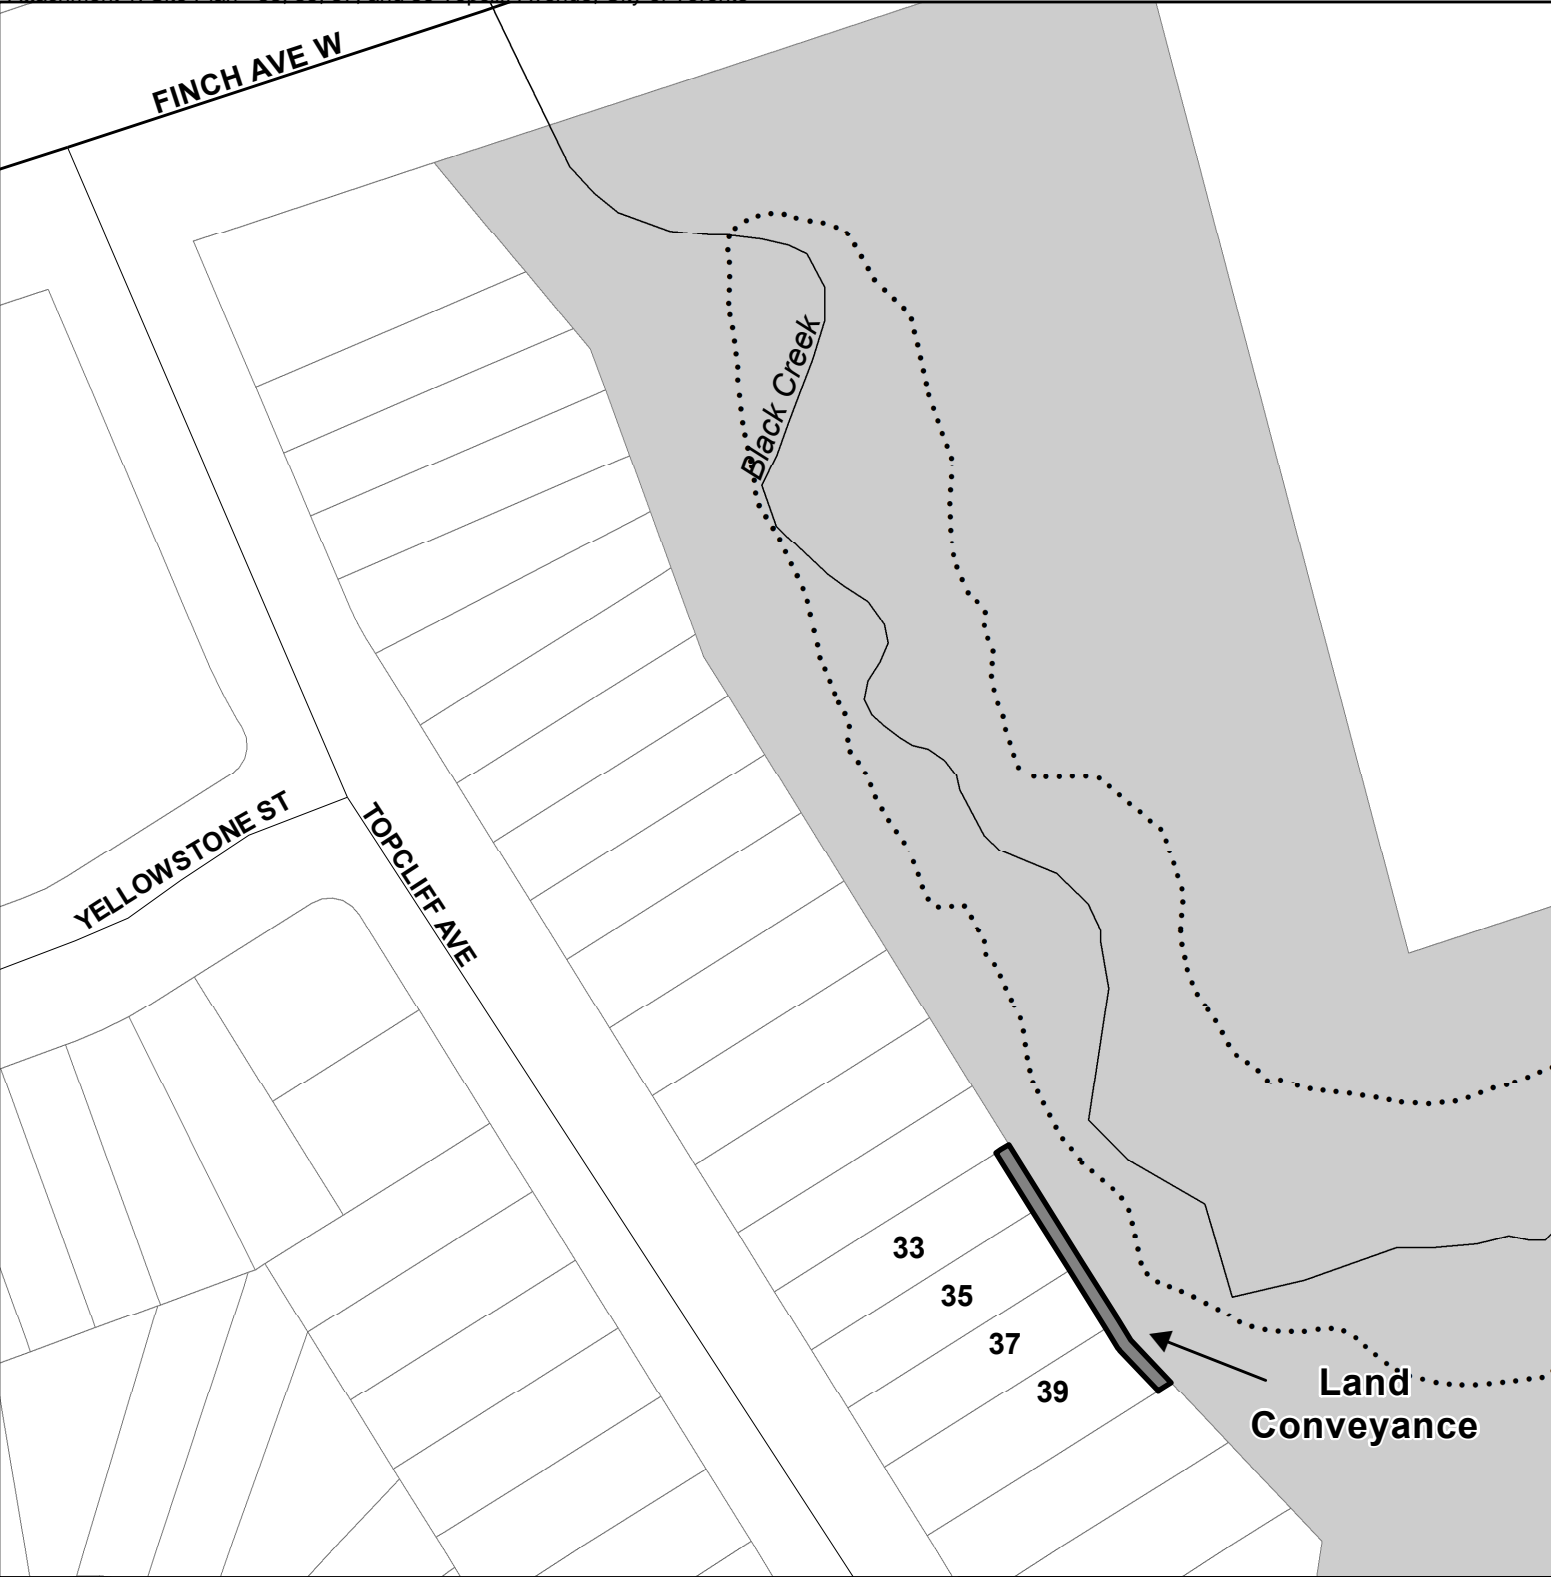 FINCH AVE W
Black Creek
YELLOWSTONE ST
TOPCLIFF AVE
33
35
37
39
Land
Conveyance